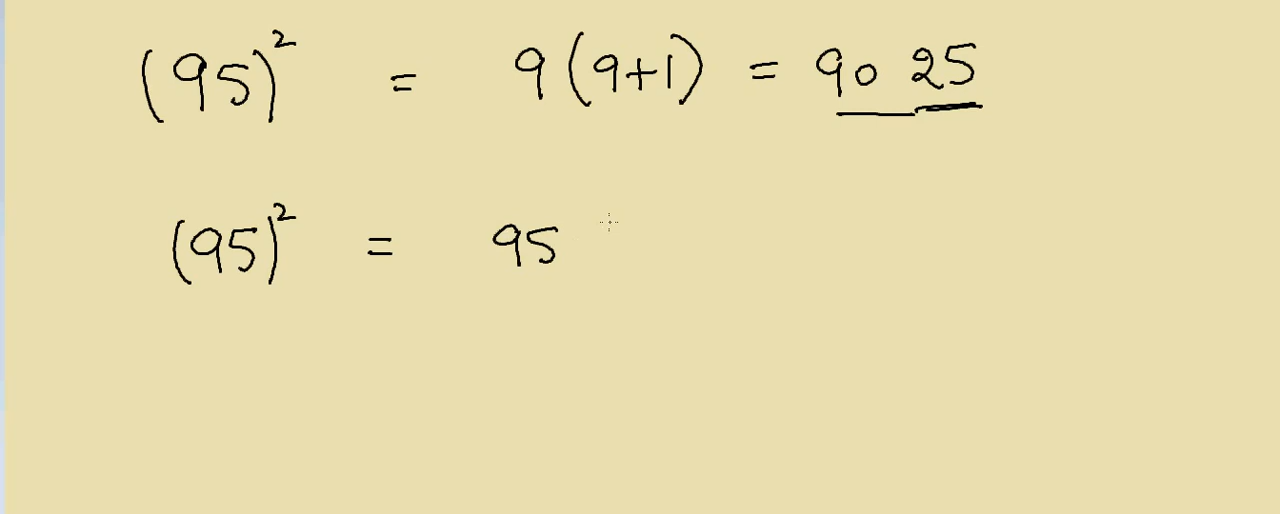 (95)² = 9(9+1) = 90 25
(95)² = 95